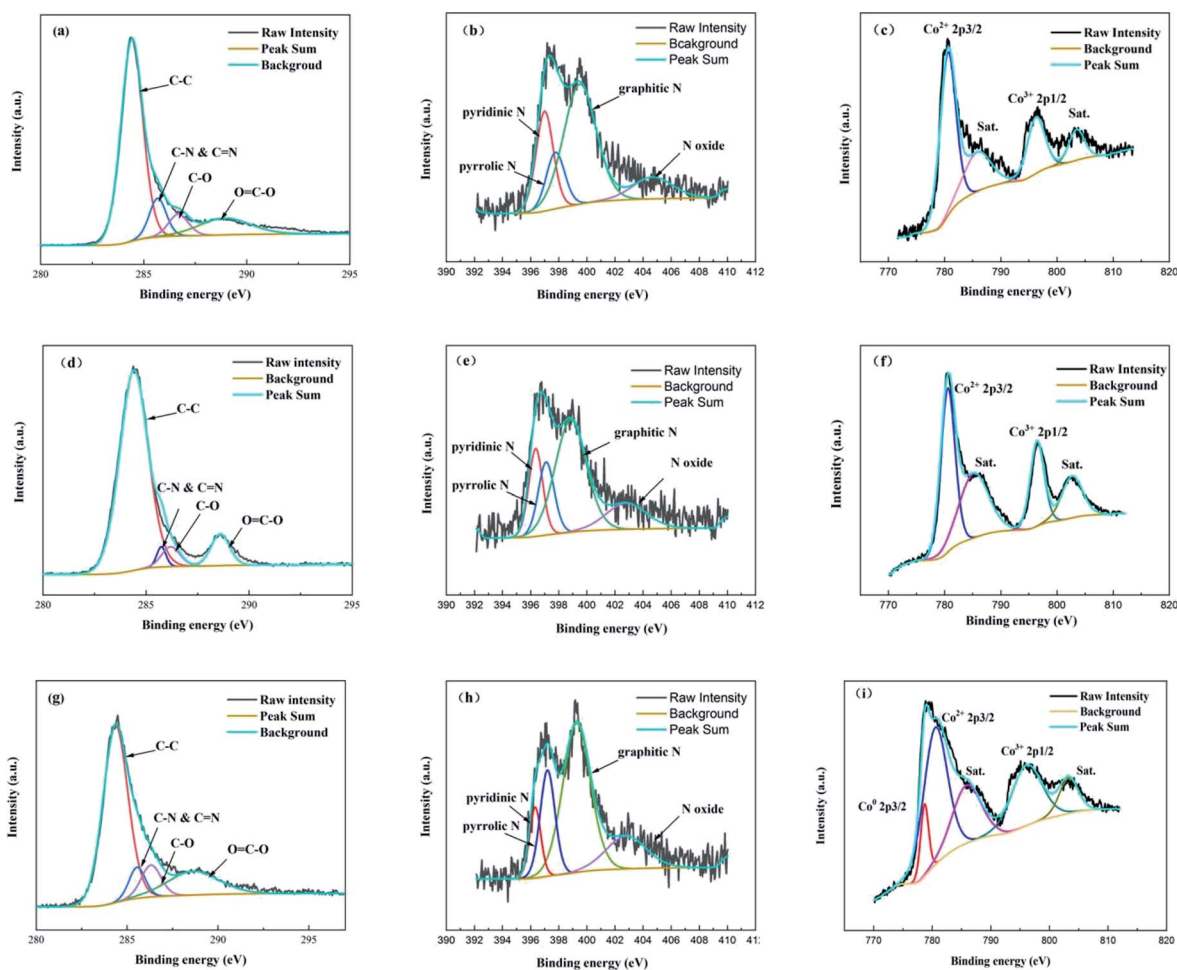 (a)
Raw Intensity
Peak Sum
Backgroud
C-C
C-N & C=N
C-O
O=C-O
Intensity (a.u.)
280 285 290 295
Binding energy (eV)
(b)
Raw Intensity
Bcakground
Peak Sum
graphitic N
pyridinic N
N oxide
pyrrolic N
Intensity (a.u.)
390 392 394 396 398 400 402 404 406 408 410 412
Binding energy (eV)
(c)
Co2+ 2p3/2
Raw Intensity
Background
Peak Sum
Co3+ 2p1/2
Sat.
Sat.
Intensity (a.u.)
770 780 790 800 810 820
Binding energy (eV)
(d)
Raw intensity
Background
Peak Sum
C-C
C-N & C=N
C-O
O=C-O
Intensity (a.u.)
280 285 290 295
Binding energy (eV)
(e)
Raw Intensity
Background
Peak Sum
graphitic N
pyridinic N
N oxide
pyrrolic N
Intensity (a.u.)
390 392 394 396 398 400 402 404 406 408 410 412
Binding energy (eV)
(f)
Raw Intensity
Background
Peak Sum
Co2+ 2p3/2
Co3+ 2p1/2
Sat.
Sat.
Intensity (a.u.)
770 780 790 800 810 820
Binding energy (eV)
(g)
Raw intensity
Peak Sum
Background
C-C
C-N & C=N
C-O
O=C-O
Intensity (a.u.)
280 285 290 295
Binding energy (eV)
(h)
Raw Intensity
Background
Peak Sum
graphitic N
pyridinic N
N oxide
pyrrolic N
Intensity (a.u.)
390 392 394 396 398 400 402 404 406 408 410 412
Binding energy (eV)
(i)
Raw Intensity
Background
Peak Sum
Co2+ 2p3/2
Co3+ 2p1/2
Sat.
Sat.
Co0 2p3/2
Intensity (a.u.)
770 780 790 800 810 820
Binding energy (eV)